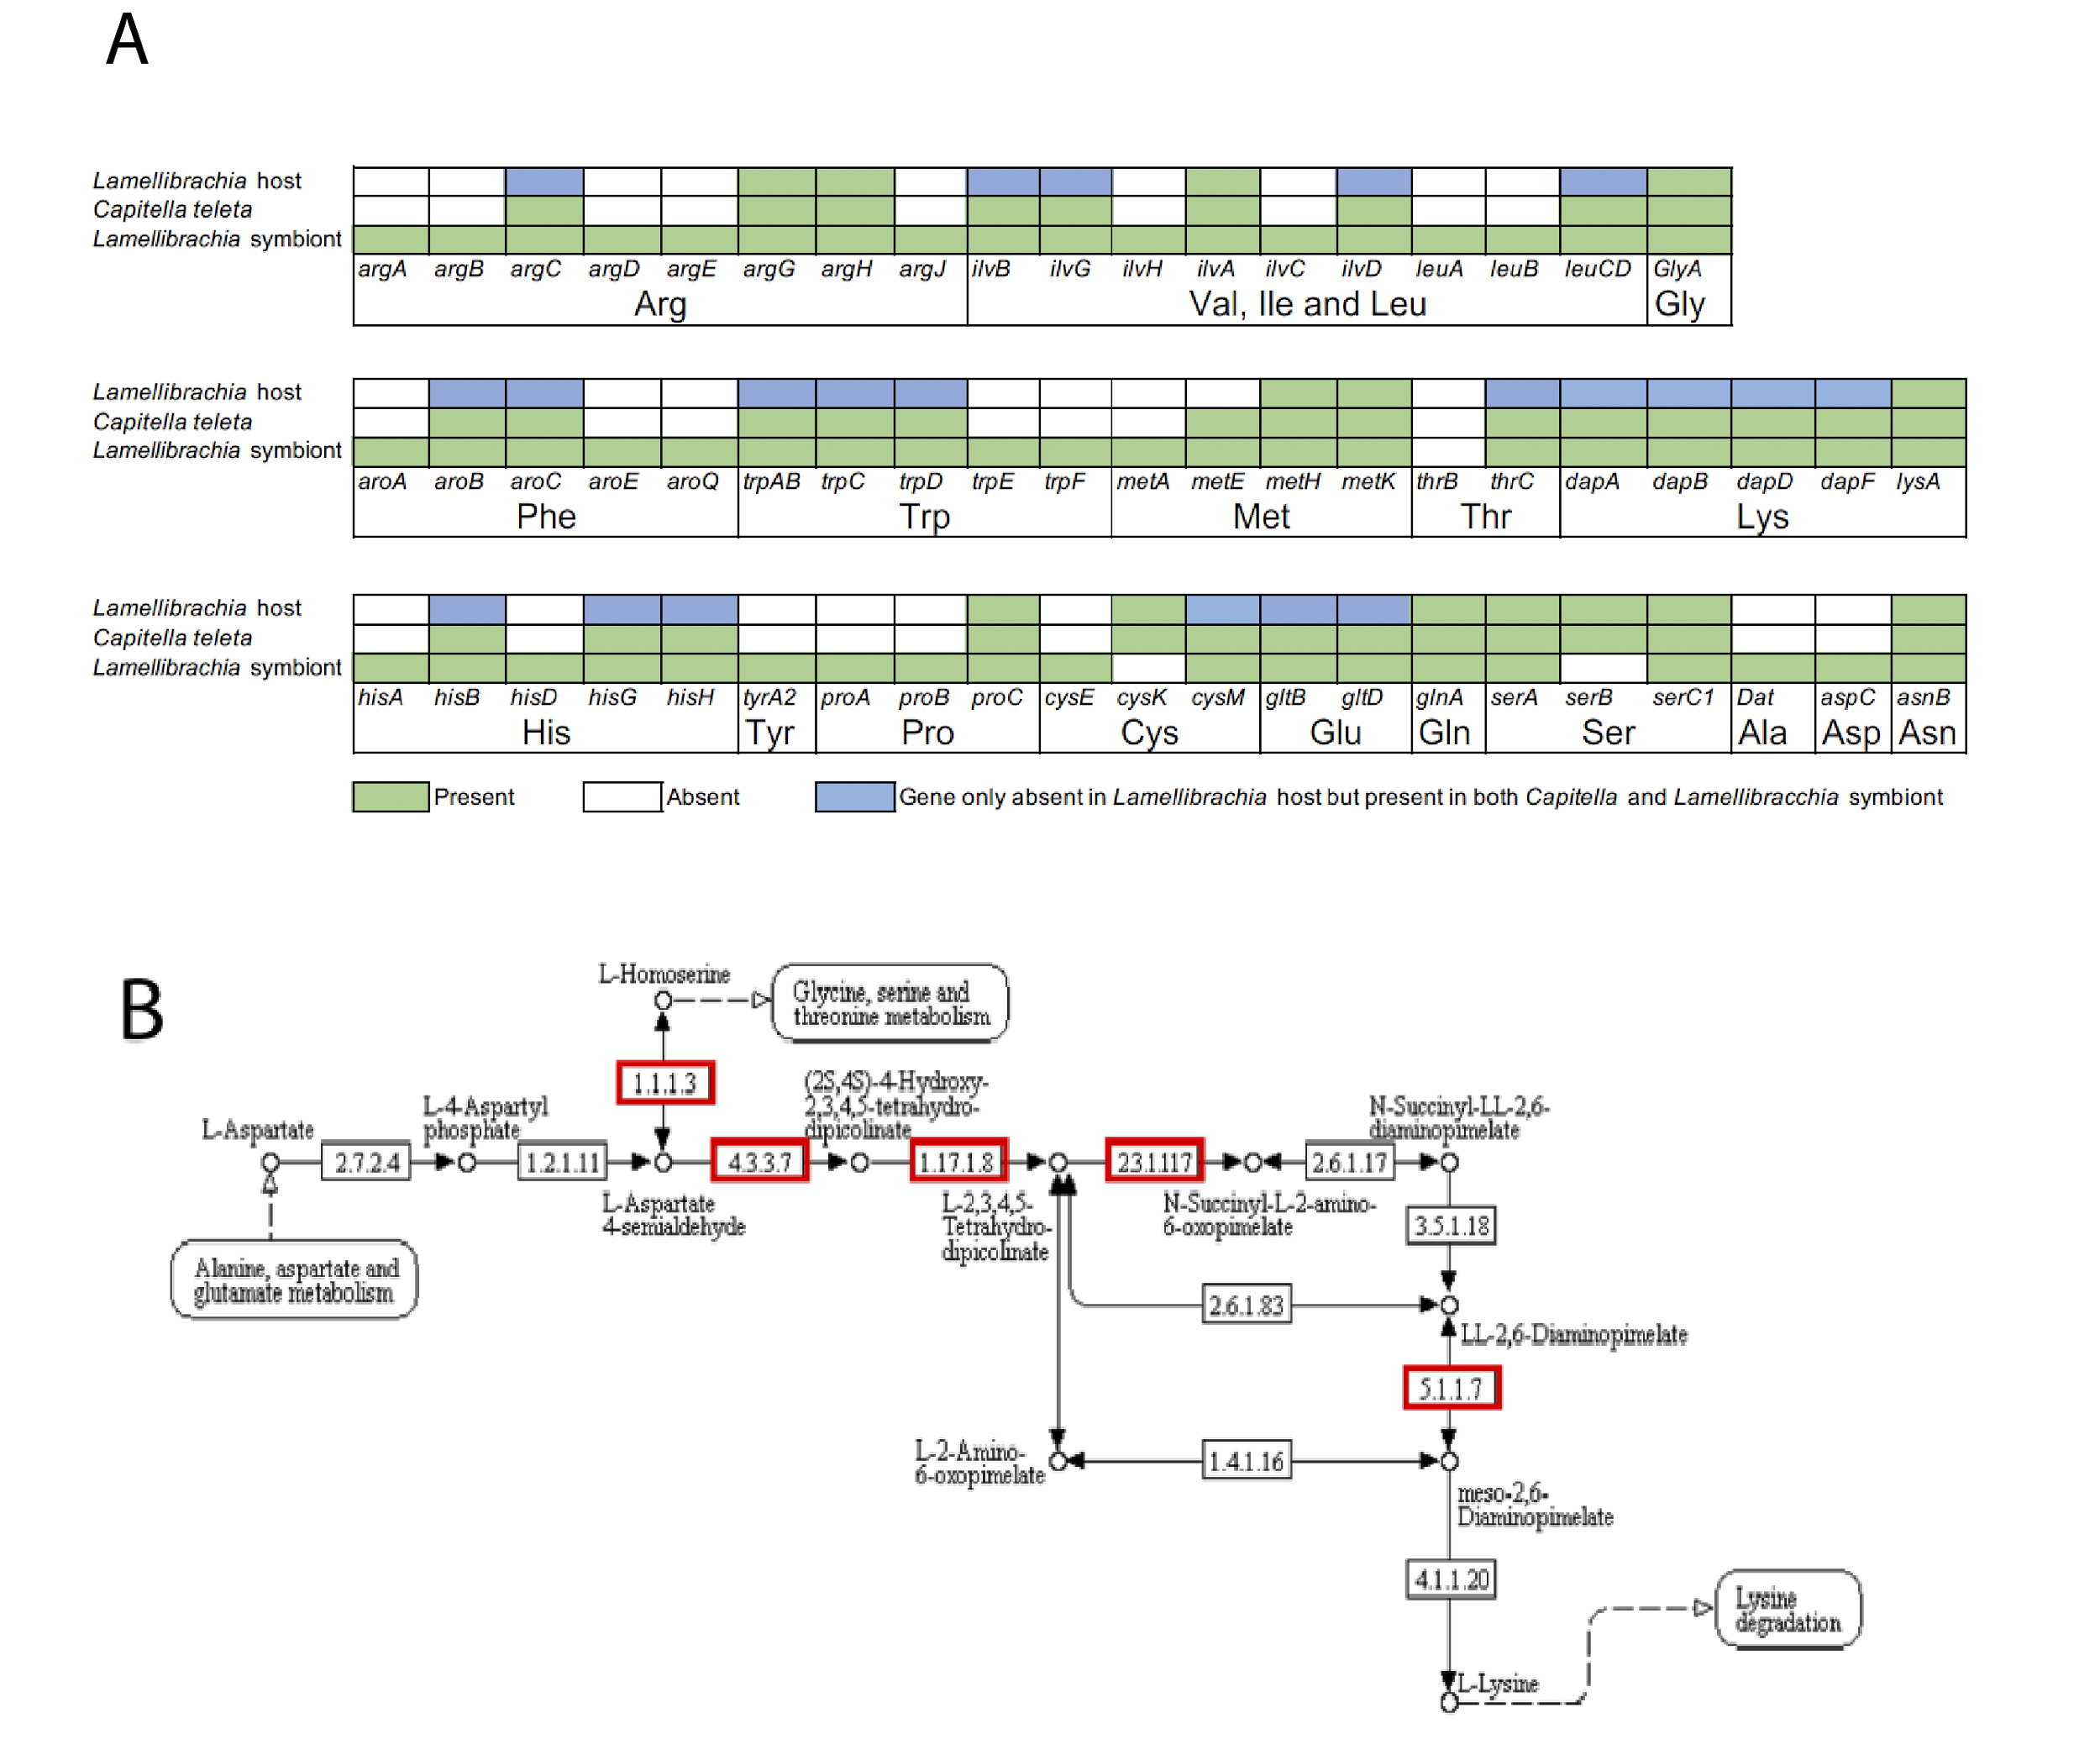 A
Lamellibrachia host
Capitella teleta
Lamellibrachia symbiont
argA argB argC argD argE argG argH argJ ilvB ilvG ilvH ilvA ilvC ilvD leuA leuB leuCD GlyA
Arg Val, Ile and Leu Gly
Lamellibrachia host
Capitella teleta
Lamellibrachia symbiont
aroA aroB aroC aroE aroQ trpAB trpC trpD trpE trpF metA metE metH metK thrB thrC dapA dapB dapD dapF lysA
Phe Trp Met Thr Lys
Lamellibrachia host
Capitella teleta
Lamellibrachia symbiont
hisA hisB hisD hisG hisH tyrA2 proA proB proC cysE cysK cysM gltB gltD glnA serA serB serC1 Dat aspC asnB
His Tyr Pro Cys Glu Gln Ser Ala Asp Asn
Present Absent Gene only absent in Lamellibrachia host but present in both Capitella and Lamellibracchia symbiont
B
L-Homoserine
Glycine, serine and
threonine metabolism
1.1.1.3
(2S,4S)-4-Hydroxy-
2,3,4,5-tetrahydro-
dipicolinate
L-Aspartate
L-4-Aspartyl
phosphate
N-Succinyl-LL-2,6-
diaminopimelate
2.7.2.4 1.2.1.11 4.3.3.7 1.17.1.8 2.3.1.117 2.6.1.17
L-Aspartate
4-semialdehyde
L-2,3,4,5-
Tetrahydro-
dipicolinate
N-Succinyl-L-2-amino-
6-oxopimelate
3.5.1.18
Alanine, aspartate and
glutamate metabolism
2.6.1.83
LL-2,6-Diaminopimelate
5.1.1.7
L-2-Amino-
6-oxopimelate
1.4.1.16
meso-2,6-
Diaminopimelate
4.1.1.20
Lysine
degradation
L-Lysine